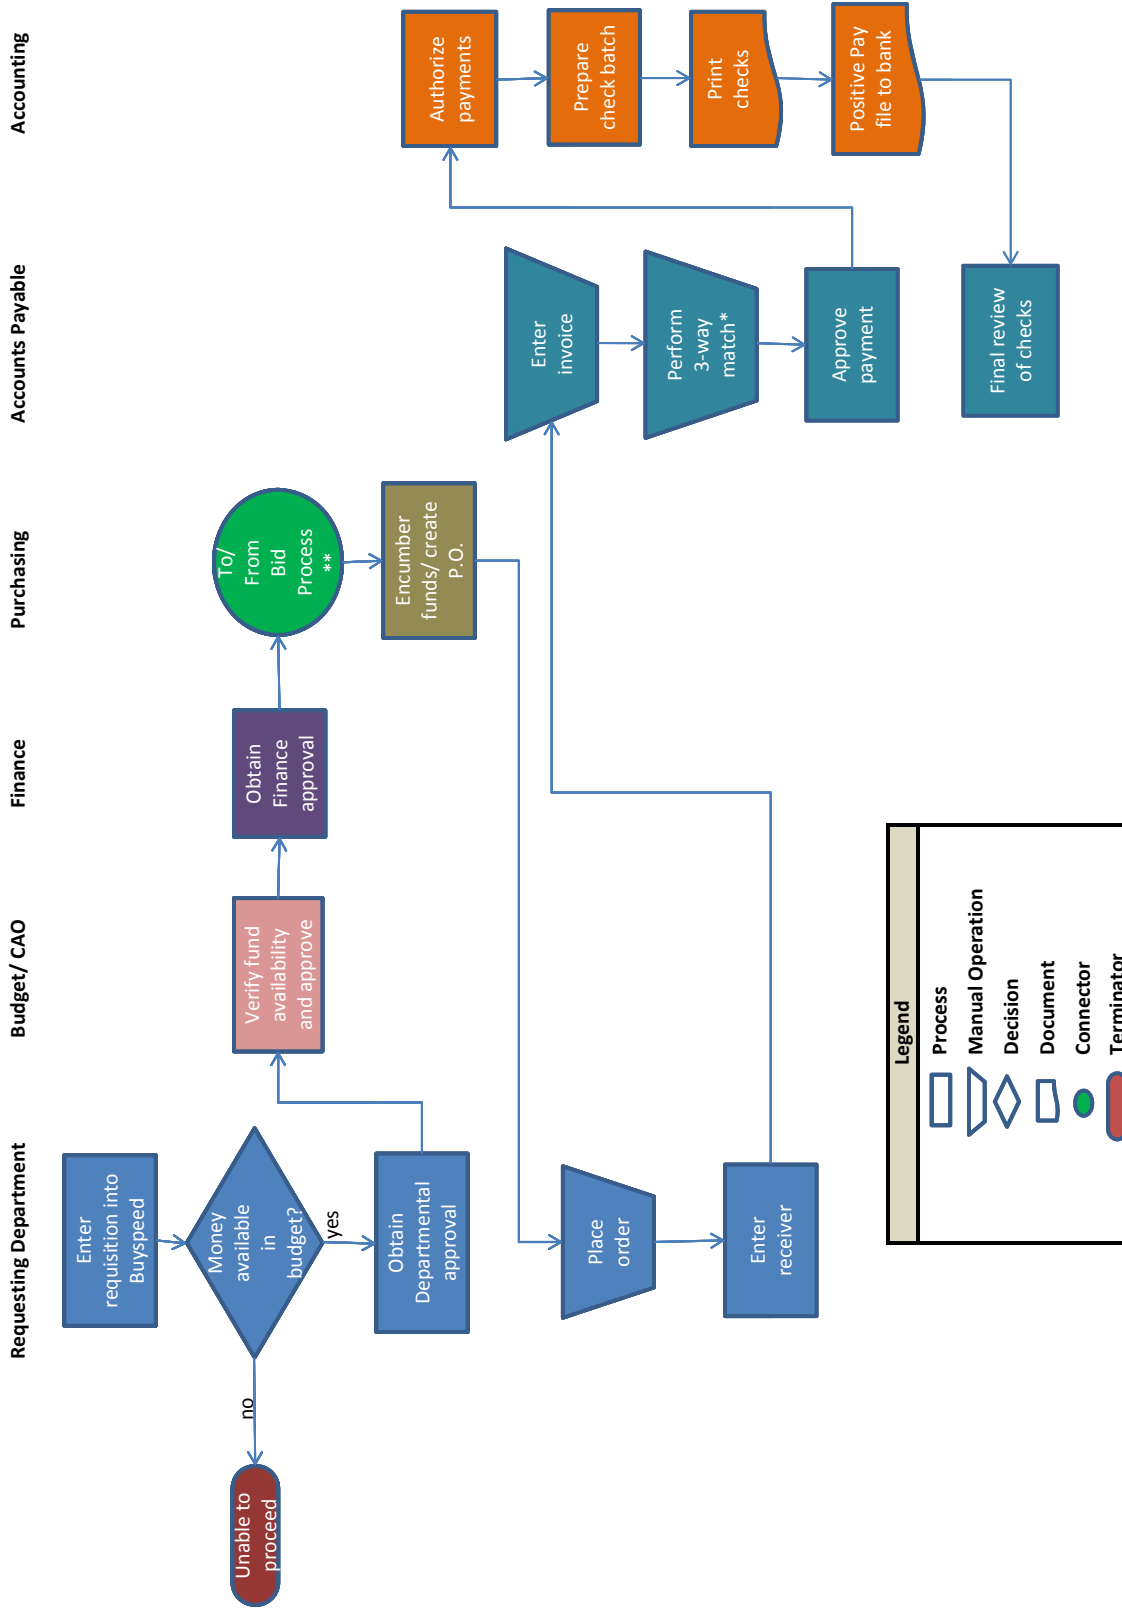 Requesting Department
Budget/ CAO
Finance
Purchasing
Accounts Payable
Accounting
Enter
requisition into
Buyspeed
Money
available
in
budget?
no
Unable to
proceed
yes
Obtain
Departmental
approval
Verify fund
availability
and approve
Obtain
Finance
approval
To/
From
Bid
Process
**
Encumber
funds/ create
P.O.
Place
order
Enter
receiver
Enter
invoice
Perform
3-way
match*
Approve
payment
Authorize
payments
Prepare
check batch
Print
checks
Positive Pay
file to bank
Final review
of checks
Legend
Process
Manual Operation
Decision
Document
Connector
Terminator